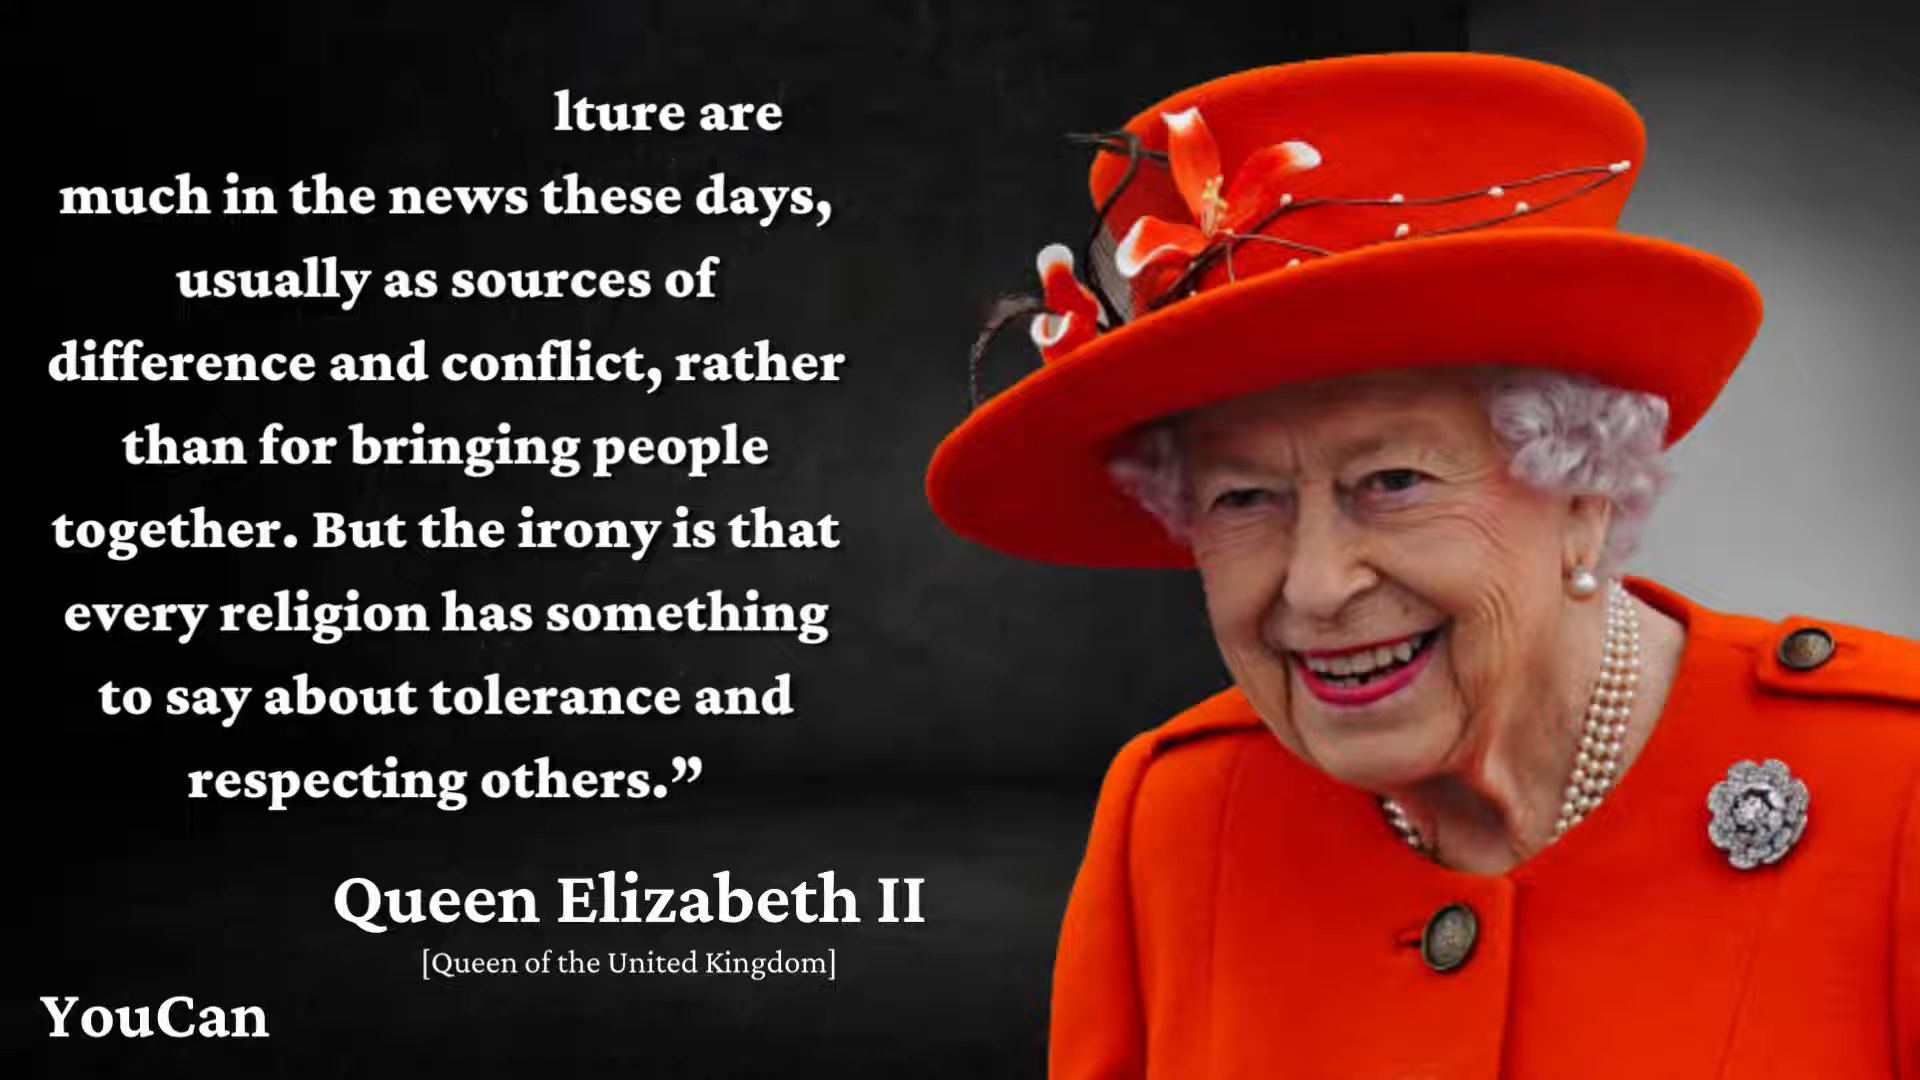 lture are
much in the news these days,
usually as sources of
difference and conflict, rather
than for bringing people
together. But the irony is that
every religion has something
to say about tolerance and
respecting others.”
Queen Elizabeth II
[Queen of the United Kingdom]
YouCan